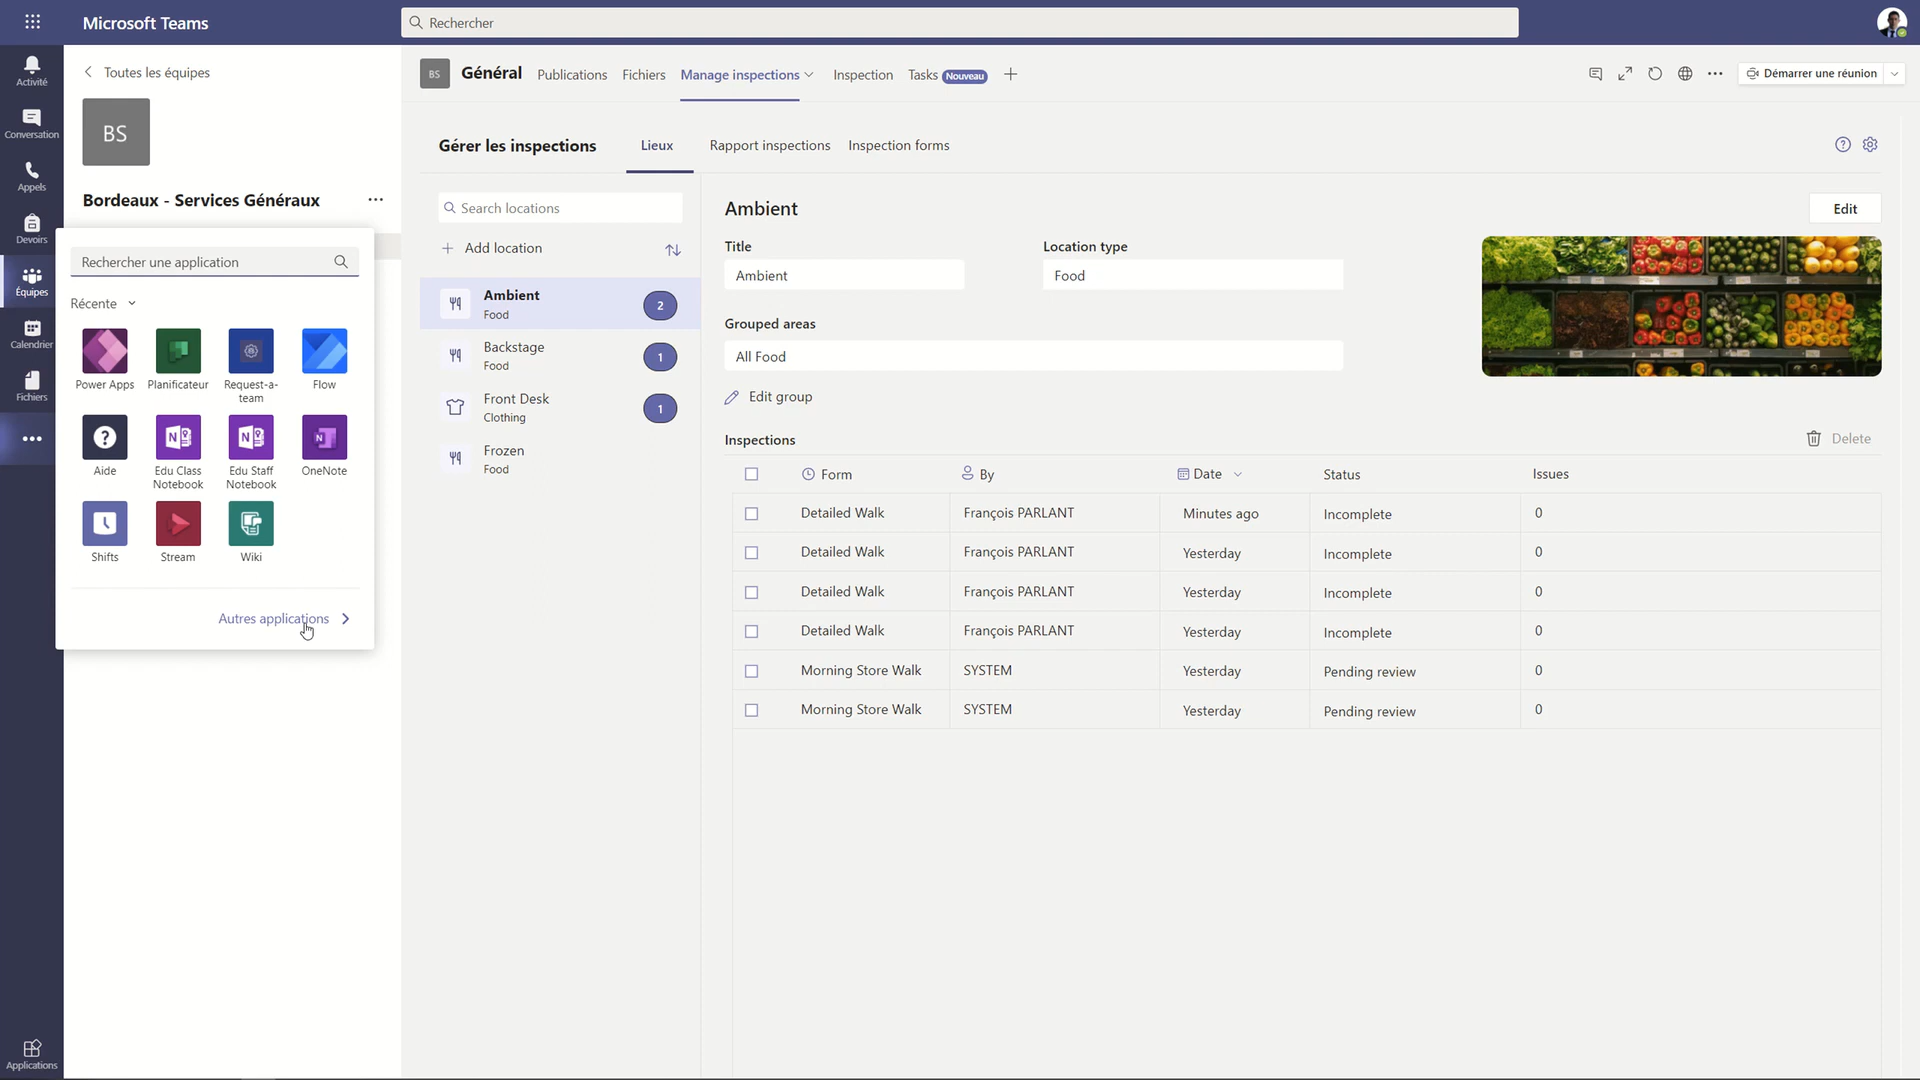 Microsoft Teams
Rechercher
Activité
Conversation
Appels
Devoirs
Équipes
Calendrier
Fichiers
Applications
Toutes les équipes
BS
Bordeaux - Services Généraux
Rechercher une application
Récente
Power Apps
Planificateur
Request-a-
team
Flow
Aide
Edu Class
Notebook
Edu Staff
Notebook
OneNote
Shifts
Stream
Wiki
Autres applications
BS
Général
Publications
Fichiers
Manage inspections
Inspection
Tasks
Nouveau
Démarrer une réunion
Gérer les inspections
Lieux
Rapport inspections
Inspection forms
Search locations
Add location
Ambient
Food
2
Backstage
Food
1
Front Desk
Clothing
1
Frozen
Food
Ambient
Edit
Title
Location type
Ambient
Food
Grouped areas
All Food
Edit group
Inspections
Delete
Form By Date Status Issues
Detailed Walk François PARLANT Minutes ago Incomplete 0
Detailed Walk François PARLANT Yesterday Incomplete 0
Detailed Walk François PARLANT Yesterday Incomplete 0
Detailed Walk François PARLANT Yesterday Incomplete 0
Morning Store Walk SYSTEM Yesterday Pending review 0
Morning Store Walk SYSTEM Yesterday Pending review 0